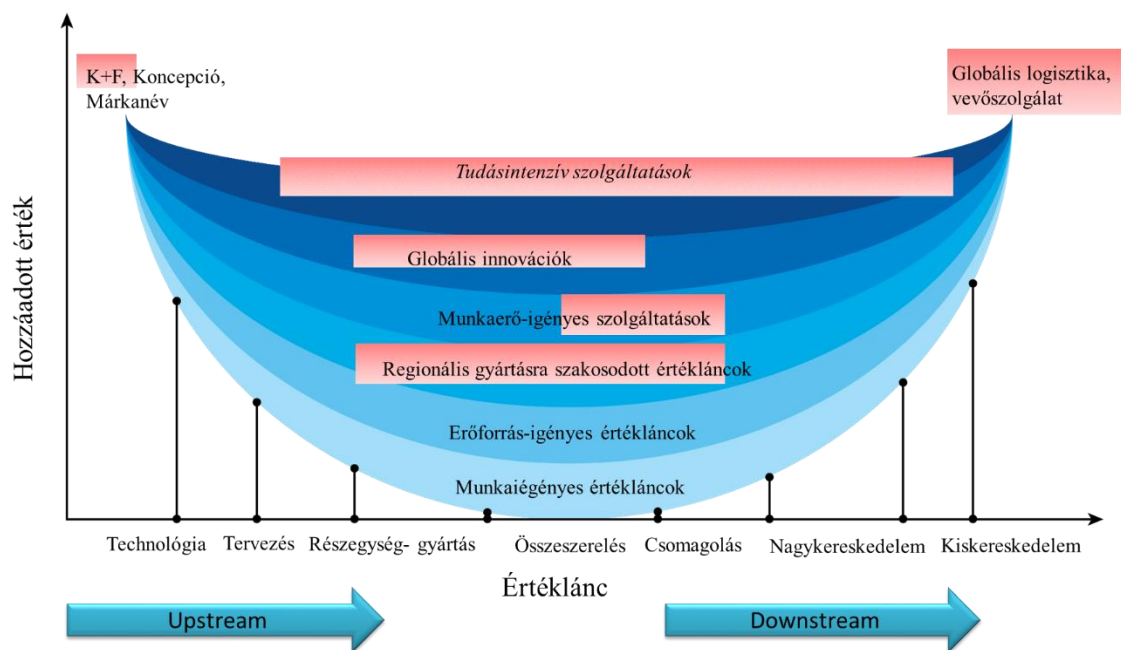 K+F, Koncepció,
Márkanév
Globális logisztika,
vevőszolgálat
Hozzáadott érték
Tudásintenzív szolgáltatások
Globális innovációk
Munkaerő-igényes szolgáltatások
Regionális gyártásra szakosodott értékláncok
Erőforrás-igényes értékláncok
Munkaiégényes értékláncok
Technológia Tervezés Részegység- gyártás Összeszerelés Csomagolás Nagykereskedelem Kiskereskedelem
Értéklánc
Upstream Downstream